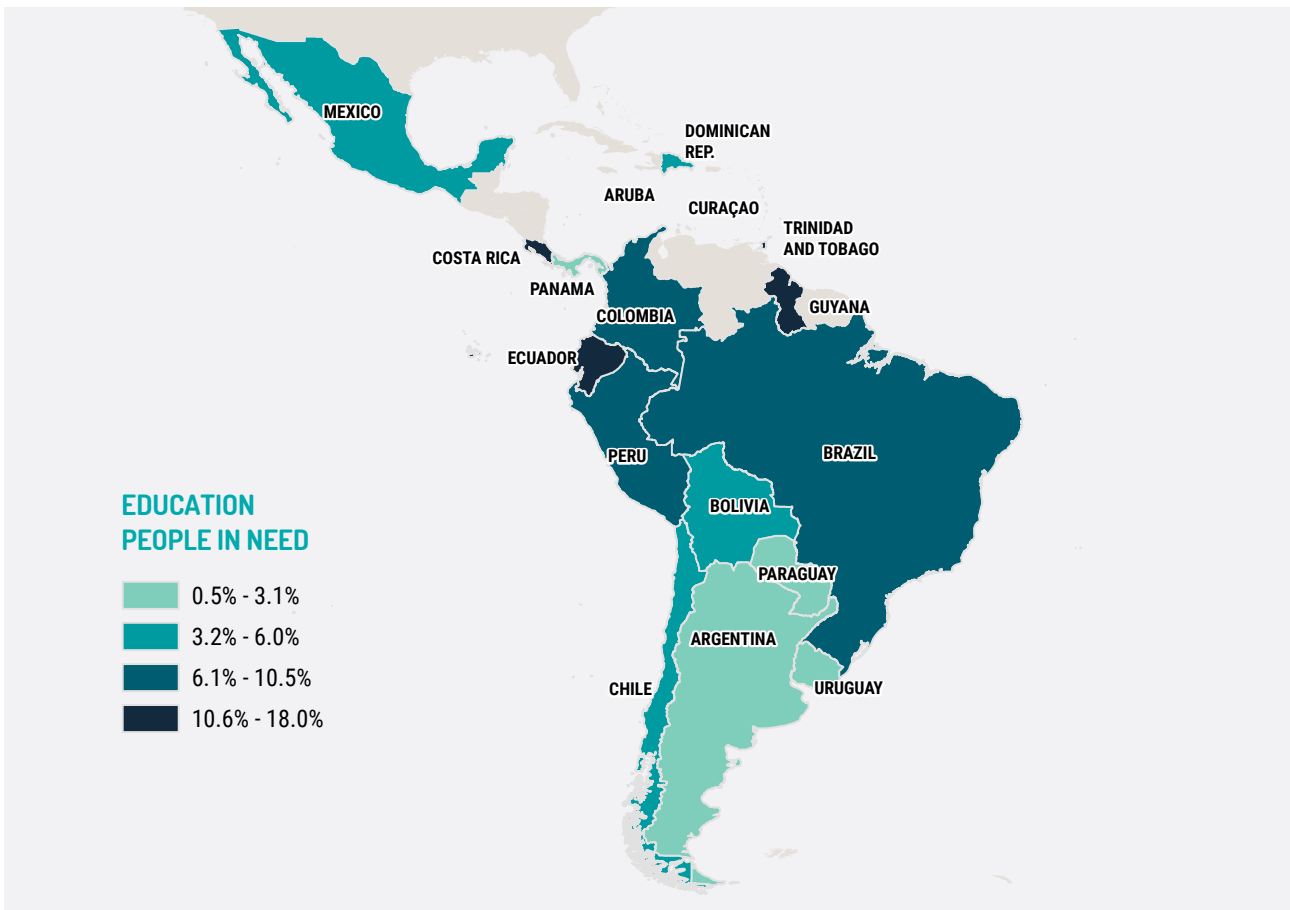 MEXICO
DOMINICAN
REP.
ARUBA
CURAÇAO
TRINIDAD
AND TOBAGO
COSTA RICA
PANAMA
GUYANA
COLOMBIA
ECUADOR
PERU
BRAZIL
BOLIVIA
PARAGUAY
ARGENTINA
CHILE
URUGUAY
EDUCATION
PEOPLE IN NEED
0.5% - 3.1%
3.2% - 6.0%
6.1% - 10.5%
10.6% - 18.0%